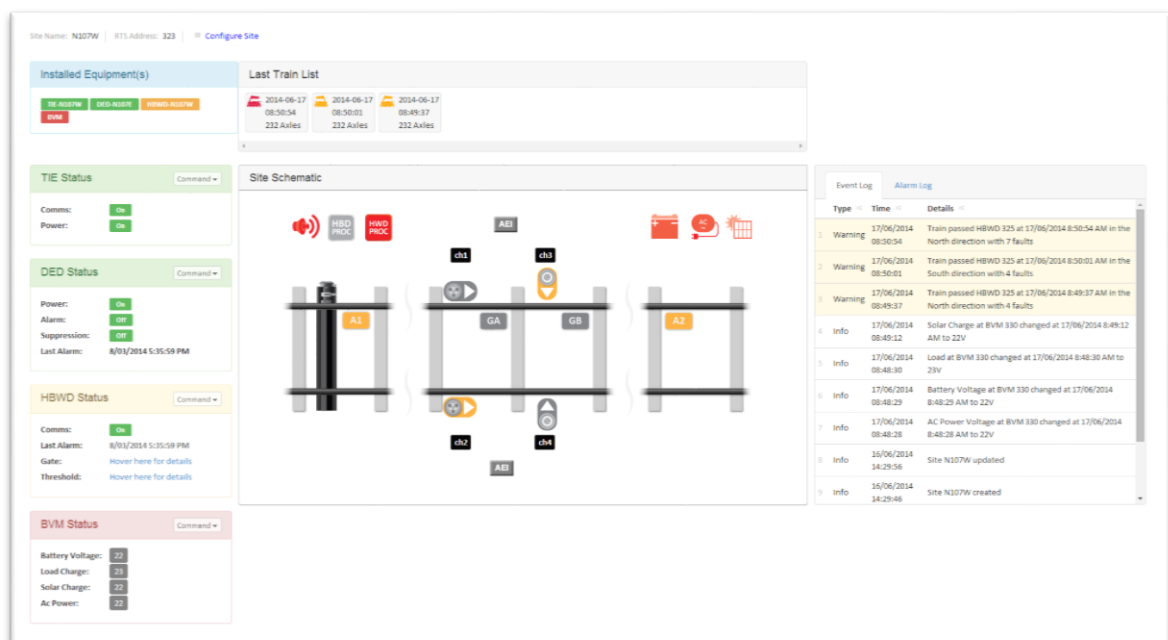 Site Name: N107W | RTS Address: 323 | Configure Site
Installed Equipment(s)
TIE-N107W DED-N107E HBWD-N107W
BVM
Last Train List
2014-06-17
08:50:54
232 Axles
2014-06-17
08:50:01
232 Axles
2014-06-17
08:49:37
232 Axles
TIE Status Command
Comms: On
Power: On
DED Status Command
Power: On
Alarm: Off
Suppression: Off
Last Alarm: 8/03/2014 5:35:59 PM
HBWD Status Command
Comms: On
Last Alarm: 8/03/2014 5:35:59 PM
Gate: Hover here for details
Threshold: Hover here for details
BVM Status Command
Battery Voltage: 22
Load Charge: 23
Solar Charge: 22
Ac Power: 22
Site Schematic
HBD
PROC
HWD
PROC
AEI
AC
ch1 ch3
A1 GA GB A2
ch2 ch4
AEI
Event Log Alarm Log
Type Time Details
1 Warning 17/06/2014 08:50:54 Train passed HBWD 325 at 17/06/2014 8:50:54 AM in the
North direction with 7 faults
2 Warning 17/06/2014 08:50:01 Train passed HBWD 325 at 17/06/2014 8:50:01 AM in the
South direction with 4 faults
3 Warning 17/06/2014 08:49:37 Train passed HBWD 325 at 17/06/2014 8:49:37 AM in the
North direction with 4 faults
4 Info 17/06/2014 08:49:12 Solar Charge at BVM 330 changed at 17/06/2014 8:49:12
AM to 22V
5 Info 17/06/2014 08:48:30 Load at BVM 330 changed at 17/06/2014 8:48:30 AM to
23V
6 Info 17/06/2014 08:48:29 Battery Voltage at BVM 330 changed at 17/06/2014
8:48:29 AM to 22V
7 Info 17/06/2014 08:48:28 AC Power Voltage at BVM 330 changed at 17/06/2014
8:48:28 AM to 22V
8 Info 16/06/2014 14:29:56 Site N107W updated
9 Info 16/06/2014 14:29:46 Site N107W created